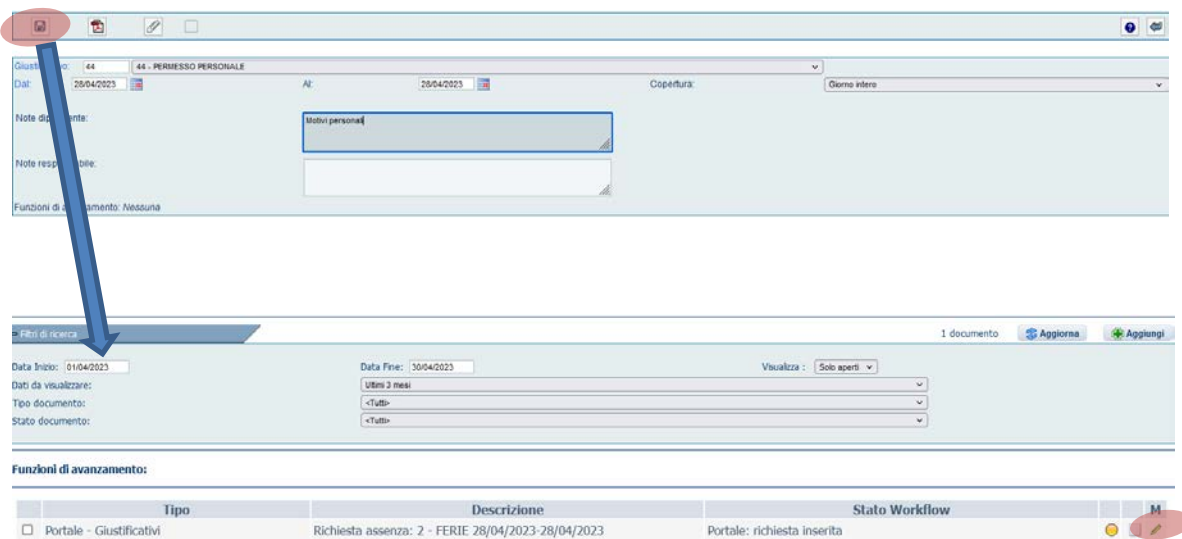 44 44 - PERMESSO PERSONALE
Dal: 28/04/2023 Al: 28/04/2023 Copertura: Giorno intero
Note
Motivi personali
Note
Funzioni di Nessuna
Filtri di ricerca 1 documento Aggiorna Aggiungi
Data Inizio: 01/04/2023 Data Fine: 30/04/2023 Visualizza : Solo aperti
Dati da visualizzare: Ultimi 3 mesi
Tipo documento: <Tutti>
Stato documento: <Tutti>
Funzioni di avanzamento:
Tipo Descrizione Stato Workflow M
Portale - Giustificativi Richiesta assenza: 2 - FERIE 28/04/2023-28/04/2023 Portale: richiesta inserita